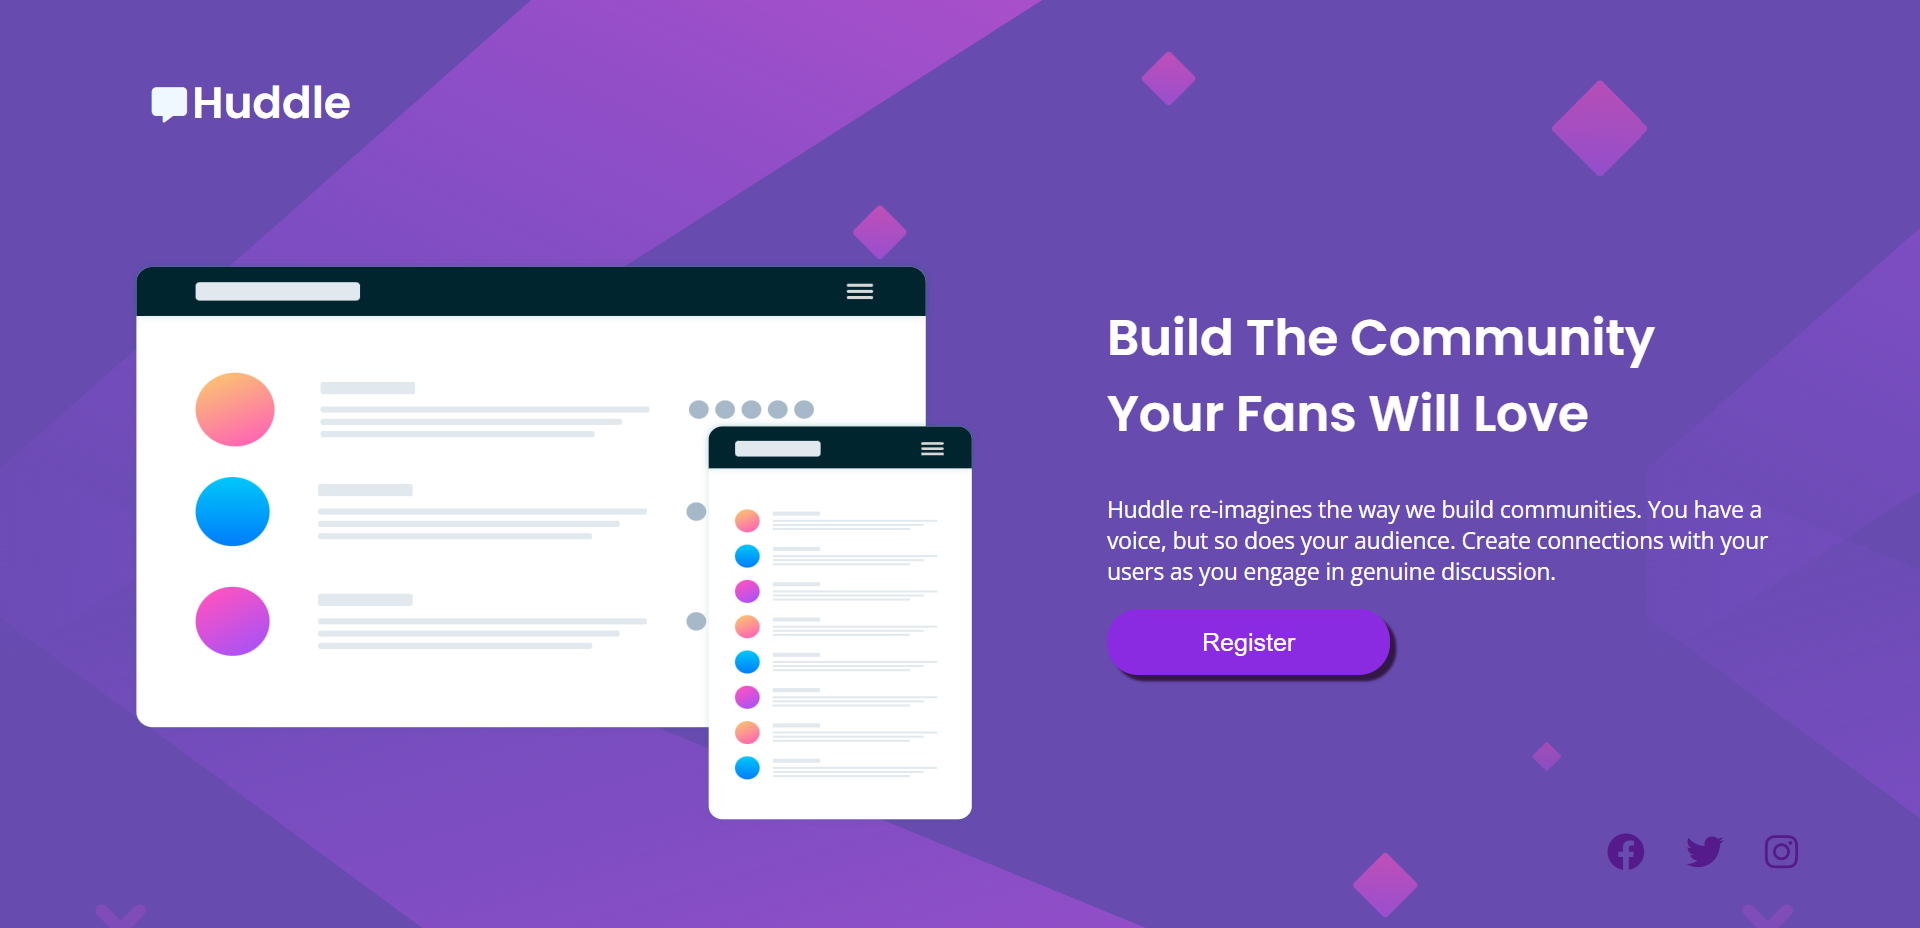 Huddle
Build The Community
Your Fans Will Love
Huddle re-imagines the way we build communities. You have a
voice, but so does your audience. Create connections with your
users as you engage in genuine discussion.
Register